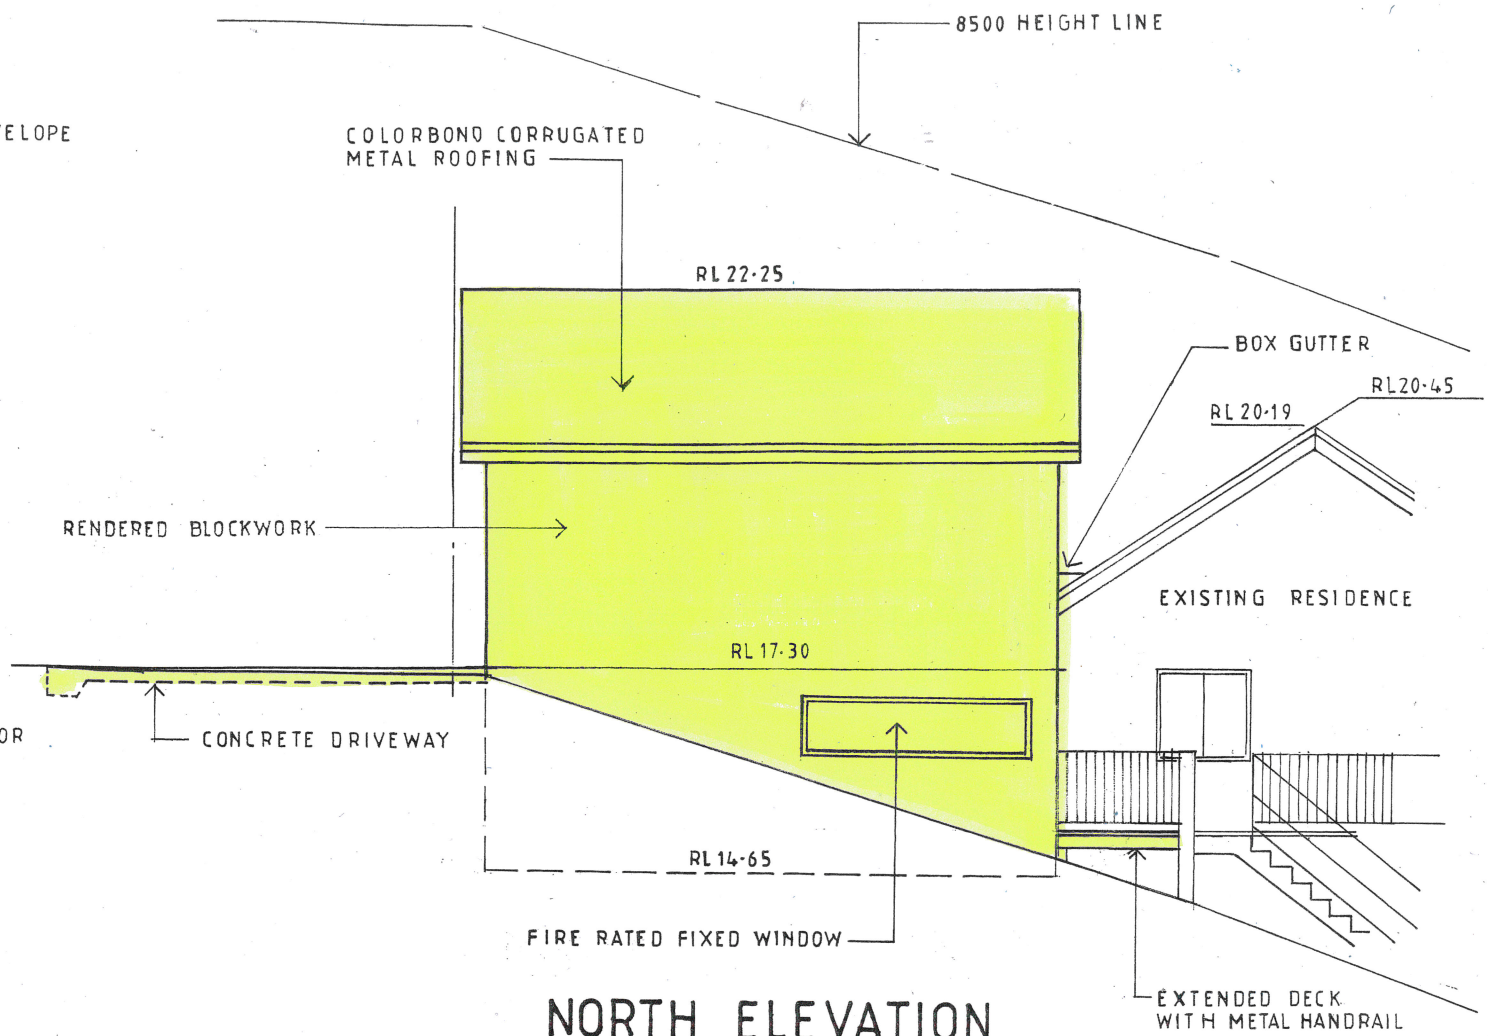 8500 HEIGHT LINE
ELOPE
COLORBOND CORRUGATED
METAL ROOFING
RL 22·25
BOX GUTTER
RL20·45
RL 20·19
RENDERED BLOCKWORK
EXISTING RESIDENCE
RL 17·30
OR
CONCRETE DRIVEWAY
RL 14·65
FIRE RATED FIXED WINDOW
EXTENDED DECK
WITH METAL HANDRAIL
NORTH ELEVATION